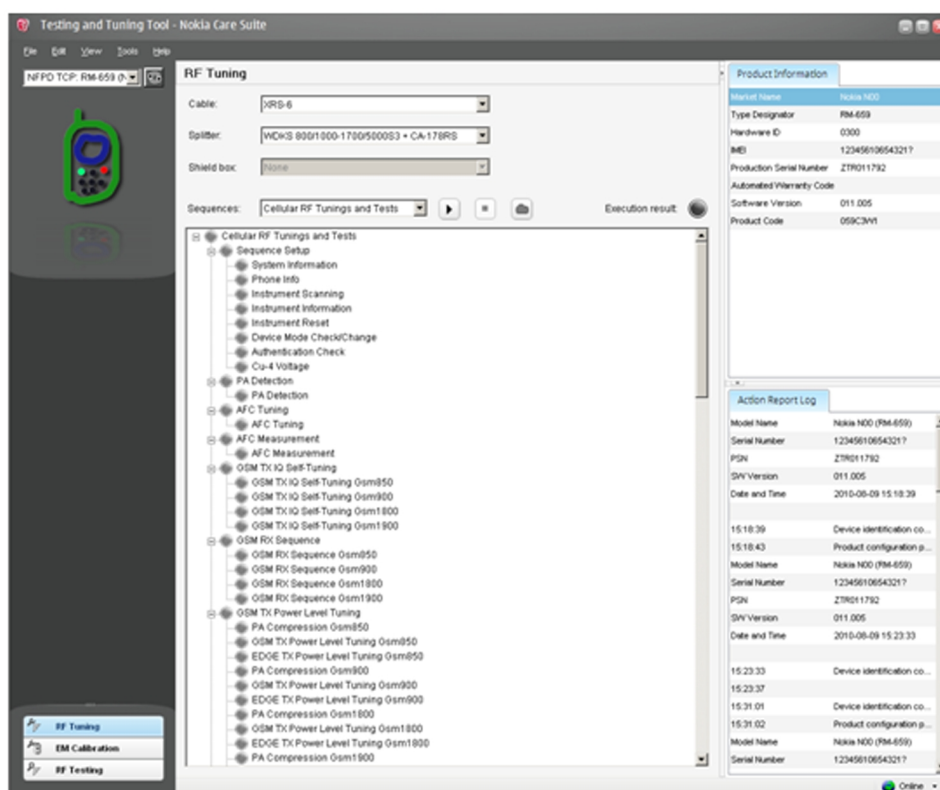 Testing and Tuning Tool - Nokia Care Suite
File Edit View Tools Help
NFPD TCP: RM-659 (N
RF Tuning
Cable: XRS-6
Splitter: WDKS 800/1000-1700/5000S3 + CA-178RS
Shield box: None
Sequences: Cellular RF Tunings and Tests Execution result:
Cellular RF Tunings and Tests
Sequence Setup
System Information
Phone Info
Instrument Scanning
Instrument Information
Instrument Reset
Device Mode Check/Change
Authentication Check
Cu-4 Voltage
PA Detection
PA Detection
AFC Tuning
AFC Tuning
AFC Measurement
AFC Measurement
GSM TX IQ Self-Tuning
GSM TX IQ Self-Tuning Gsm850
GSM TX IQ Self-Tuning Gsm900
GSM TX IQ Self-Tuning Gsm1800
GSM TX IQ Self-Tuning Gsm1900
GSM RX Sequence
GSM RX Sequence Gsm850
GSM RX Sequence Gsm900
GSM RX Sequence Gsm1800
GSM RX Sequence Gsm1900
GSM TX Power Level Tuning
PA Compression Gsm850
GSM TX Power Level Tuning Gsm850
EDGE TX Power Level Tuning Gsm850
PA Compression Gsm900
GSM TX Power Level Tuning Gsm900
EDGE TX Power Level Tuning Gsm900
PA Compression Gsm1800
GSM TX Power Level Tuning Gsm1800
EDGE TX Power Level Tuning Gsm1800
PA Compression Gsm1900
RF Tuning
EM Calibration
RF Testing
Product Information
Market Name Nokia N00
Type Designator RM-659
Hardware ID 0300
IMEI 123456106543217
Production Serial Number ZTR011792
Automated Warranty Code
Software Version 011.005
Product Code 059C3W1
Action Report Log
Model Name Nokia N00 (RM-659)
Serial Number 123456106543217
PSN ZTR011792
SW Version 011.005
Date and Time 2010-08-09 15:18:39
15:18:39 Device identification co...
15:18:43 Product configuration p...
Model Name Nokia N00 (RM-659)
Serial Number 123456106543217
PSN ZTR011792
SW Version 011.005
Date and Time 2010-08-09 15:23:33
15:23:33 Device identification co...
15:23:37
15:31:01 Device identification co...
15:31:02 Product configuration p...
Model Name Nokia N00 (RM-659)
Serial Number 123456106543217
Online